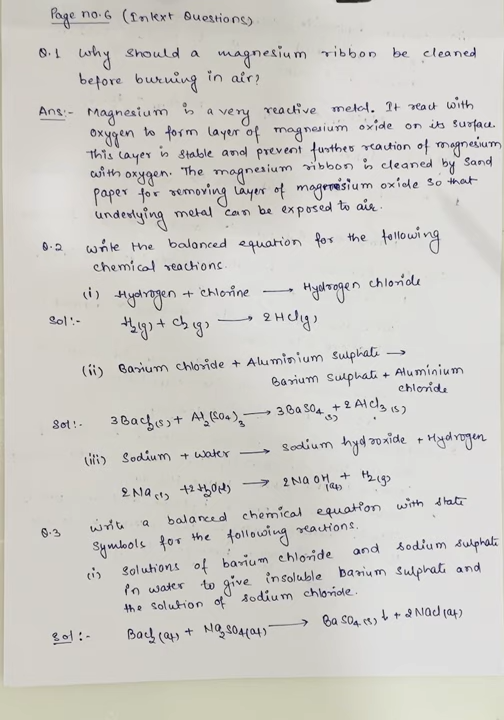 Page no.6 (Intext Questions)
Q.1 Why should a magnesium ribbon be cleaned
before burning in air?
Ans:- Magnesium is a very reactive metal. It react with
oxygen to form layer of magnesium oxide on its surface.
This layer is stable and prevent further reaction of magnesium
with oxygen. The magnesium ribbon is cleaned by sand
paper for removing layer of magnesium oxide so that
underlying metal can be exposed to air.
Q.2 Write the balanced equation for the following
chemical reactions.
(i) Hydrogen + chlorine → Hydrogen chloride
Sol:- H₂(g) + Cl₂(g) → 2HCl(g)
(ii) Barium chloride + Aluminium sulphate →
Barium Sulphate + Aluminium
chloride
Sol:- 3BaCl₂(s) + Al₂(SO₄)₃ → 3BaSO₄(s) + 2AlCl₃(s)
(iii) Sodium + water → Sodium hydroxide + Hydrogen
2Na(s) + 2H₂O(l) → 2NaOH(aq) + H₂(g)
Q.3 Write a balanced chemical equation with state
symbols for the following reactions.
(i) Solutions of barium chloride and sodium sulphate
in water to give insoluble barium sulphate and
the solution of sodium chloride.
Sol:- BaCl₂(aq) + Na₂SO₄(aq) → BaSO₄(s)↓ + 2NaCl(aq)